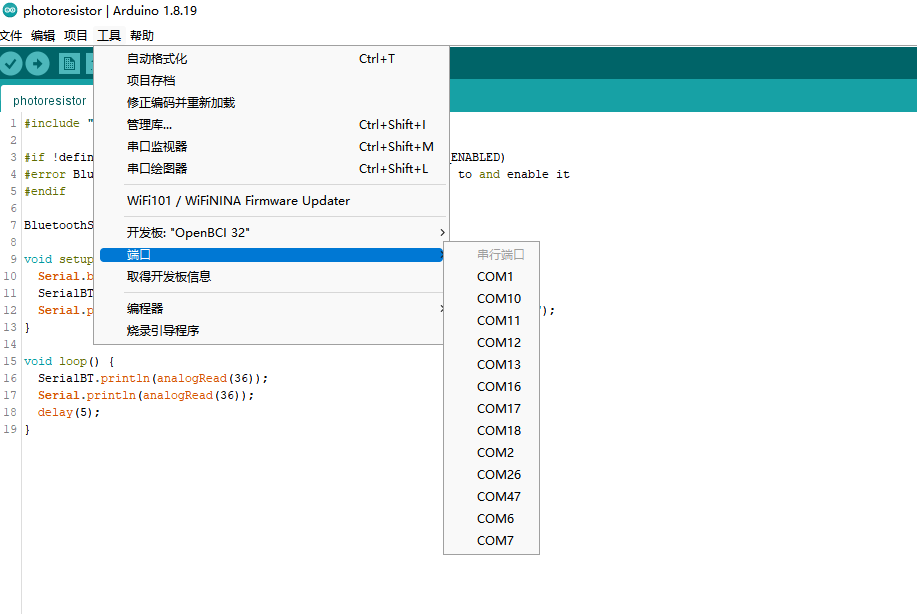 photoresistor | Arduino 1.8.19
文件 编辑 项目 工具 帮助
自动格式化 Ctrl+T
项目存档
修正编码并重新加载
管理库... Ctrl+Shift+I
串口监视器 Ctrl+Shift+M
串口绘图器 Ctrl+Shift+L
WiFi101 / WiFiNINA Firmware Updater
开发板: "OpenBCI 32"
端口
取得开发板信息
编程器
烧录引导程序
串行端口
COM1
COM10
COM11
COM12
COM13
COM16
COM17
COM18
COM2
COM26
COM47
COM6
COM7
photoresistor
1 #include "
2
3 #if !defin ENABLED)
4 #error Blu to and enable it
5 #endif
6
7 BluetoothS
8
9 void setup
10 Serial.b
11 SerialBT
12 Serial.p ");
13 }
14
15 void loop() {
16 SerialBT.println(analogRead(36));
17 Serial.println(analogRead(36));
18 delay(5);
19 }